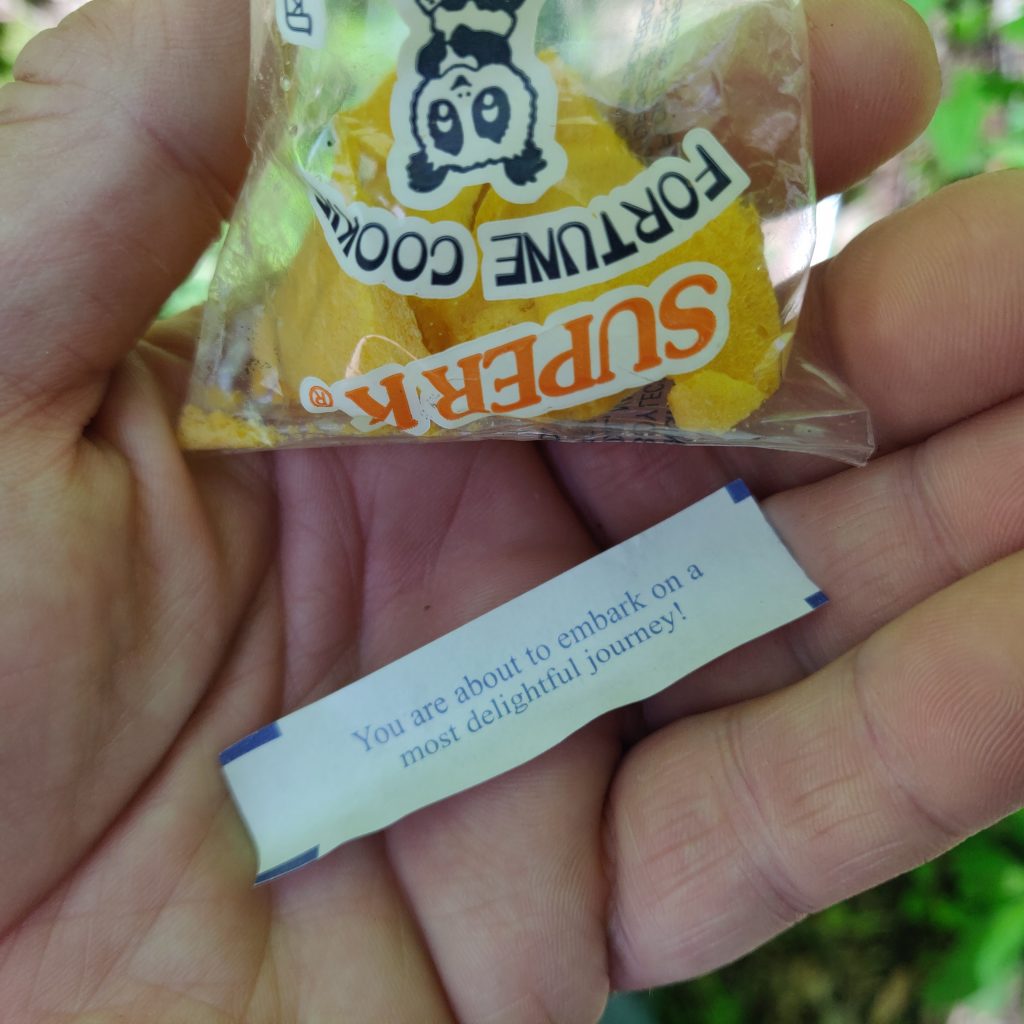 FORTUNE COOKIE
SUPER K®
You are about to embark on a
most delightful journey!